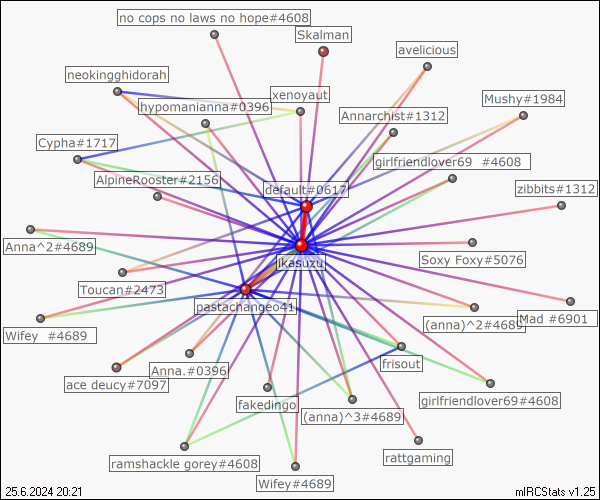 no cops no laws no hope#4608
Skalman
avelicious
neokingghidorah
xenoyaut
hypomanianna#0396
Mushy#1984
Annarchist#1312
Cypha#1717
girlfriendlover69 #4608
AlpineRooster#2156
default#0617
zibbits#1312
Anna^2#4689
Soxy Foxy#5076
ikasuzu
Toucan#2473
pastachangeo41
(anna)^2#4689
Mad #6901
Wifey #4689
frisout
Anna.#0396
ace deucy#7097
girlfriendlover69#4608
fakedingo
(anna)^3#4689
rattgaming
ramshackle gorey#4608
Wifey#4689
25.6.2024 20:21
mIRCStats v1.25